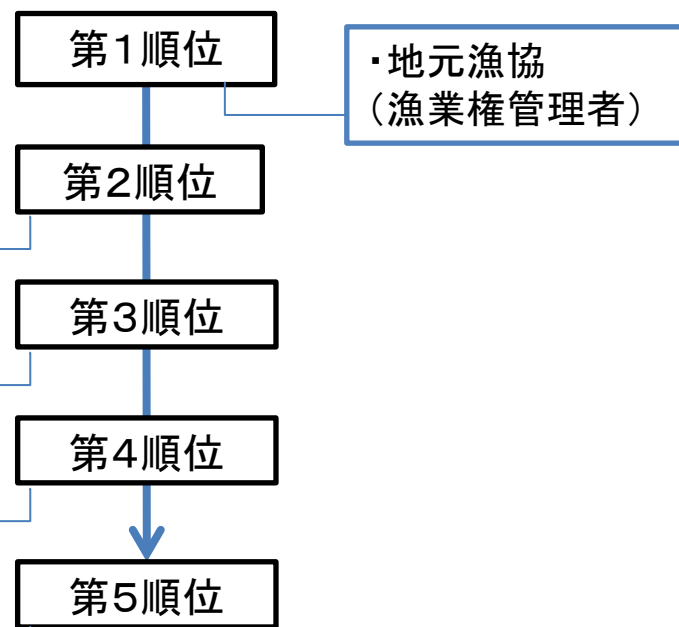 第1順位
・地元漁協
（漁業権管理者）
第2順位
第3順位
第4順位
第5順位